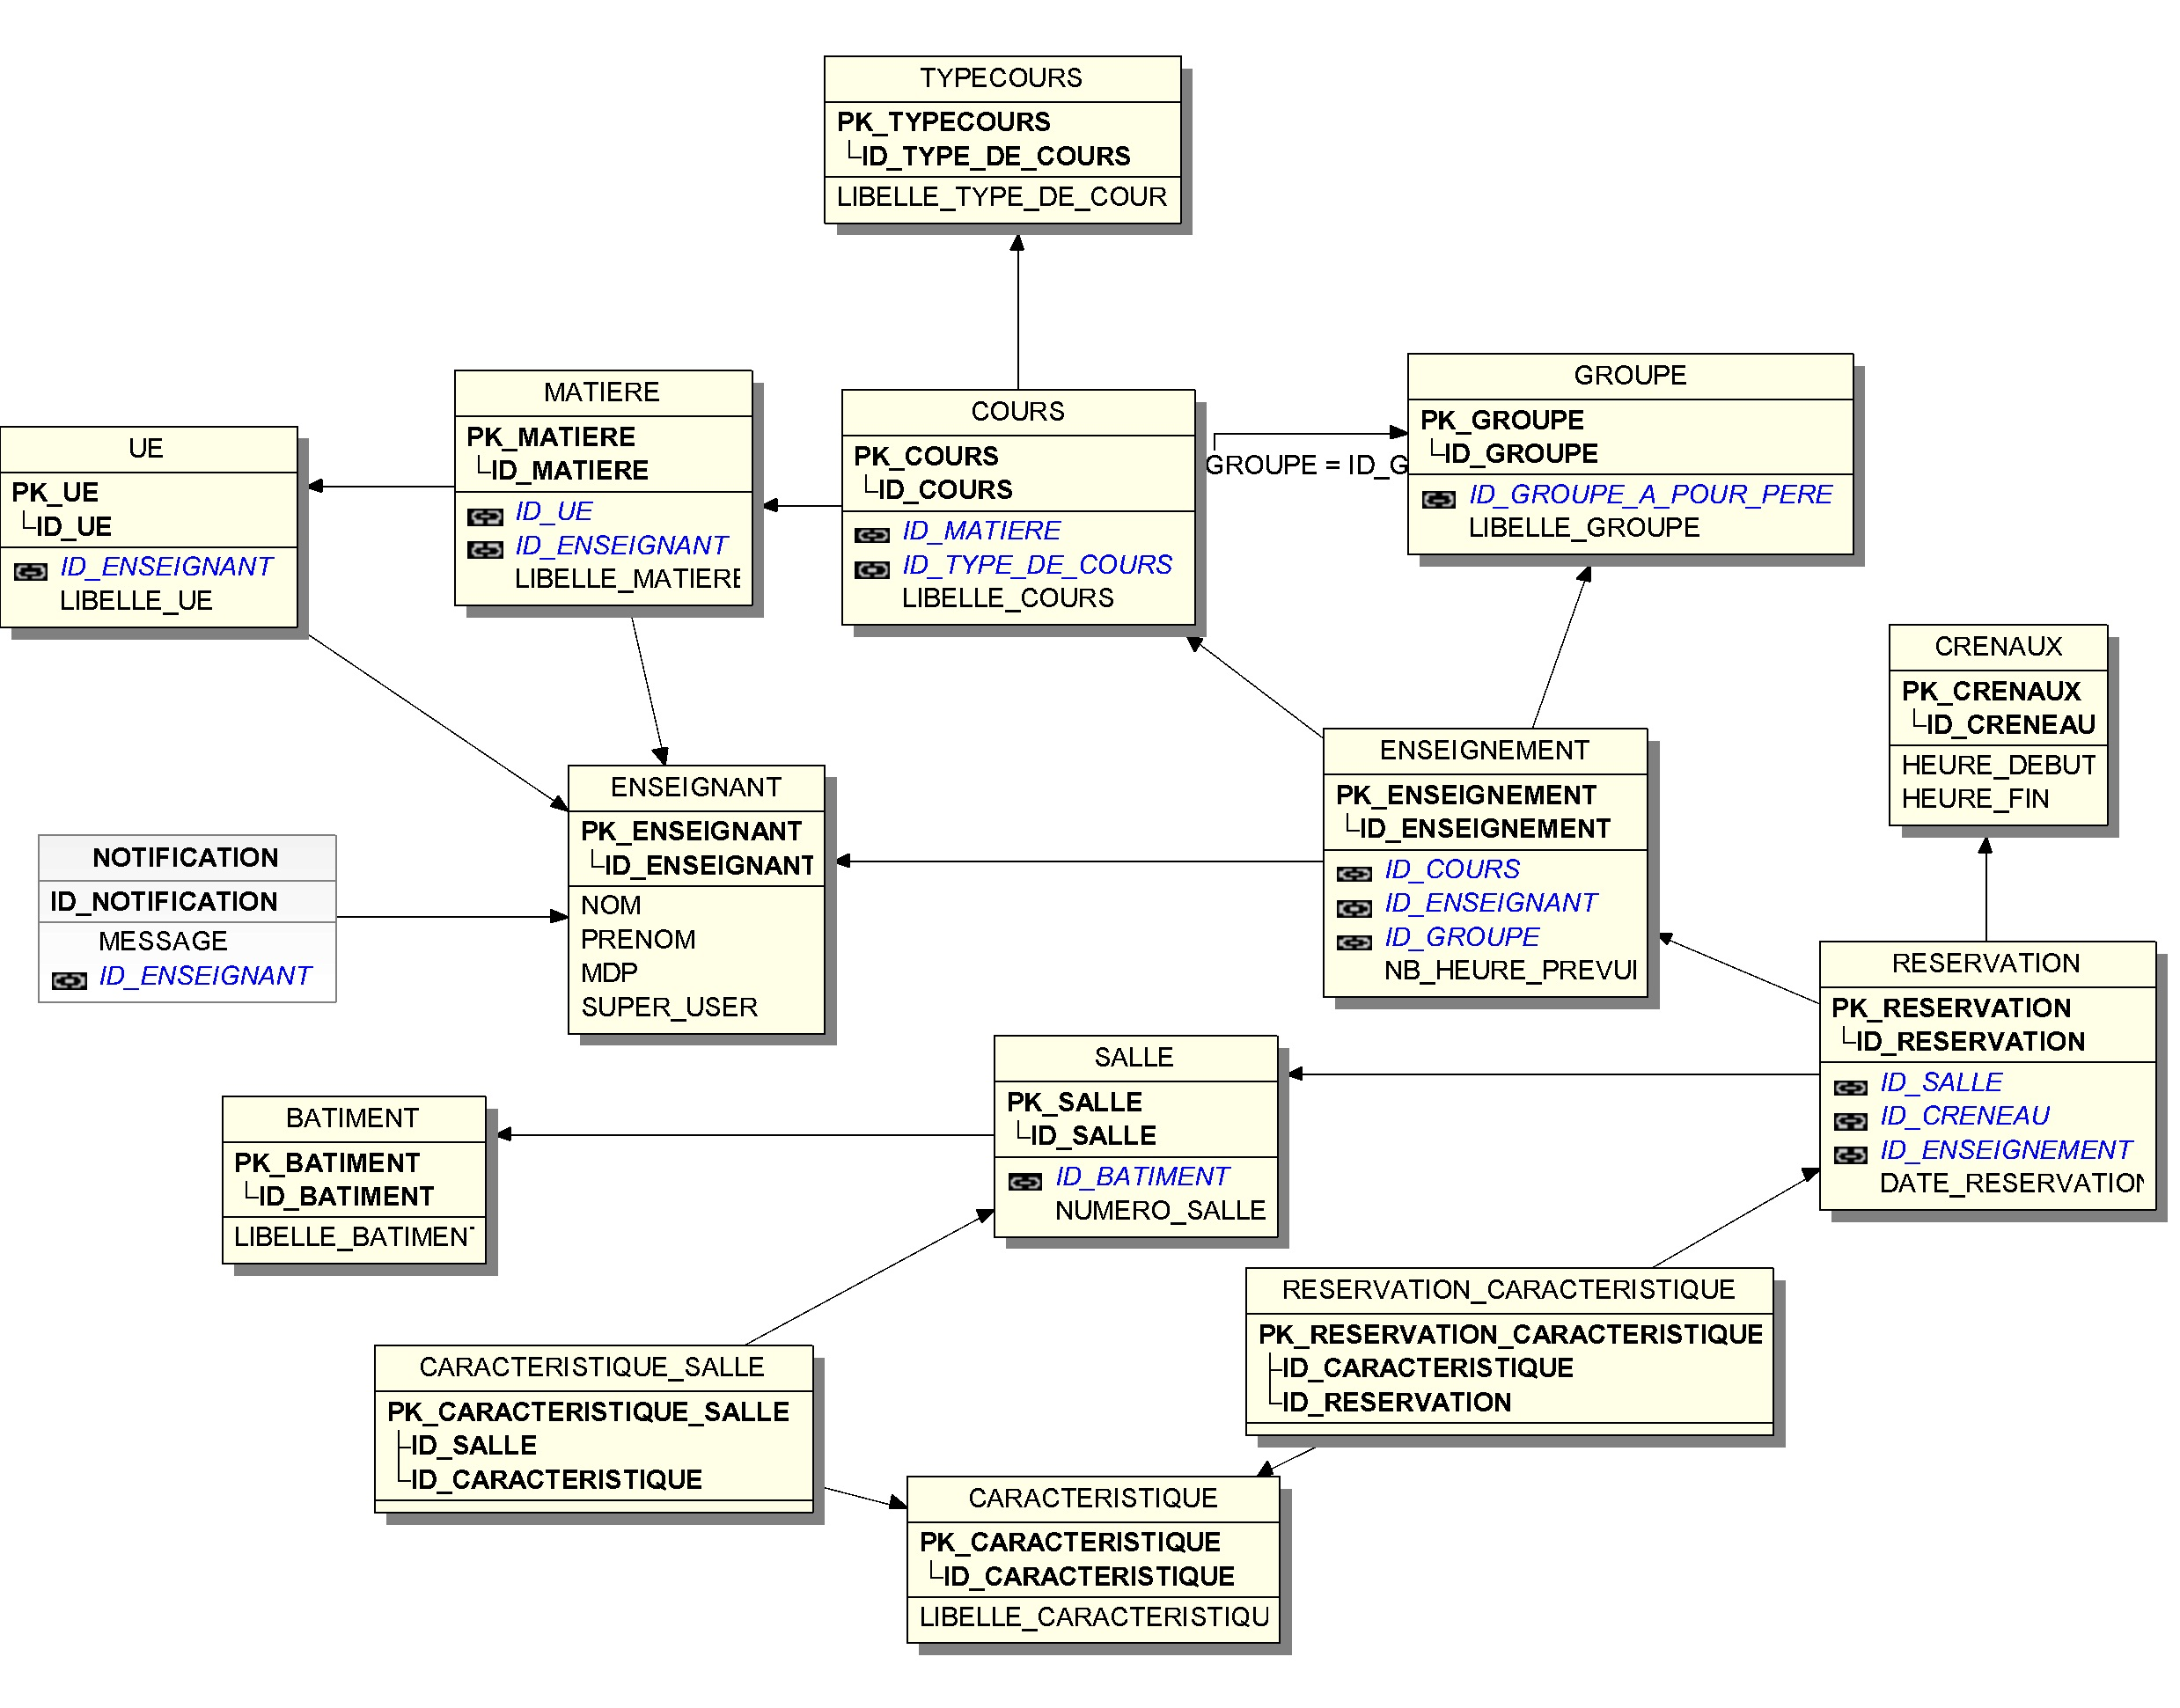 TYPECOURS
PK_TYPECOURS
ID_TYPE_DE_COURS
LIBELLE_TYPE_DE_COUR
GROUPE
PK_GROUPE
ID_GROUPE
ID_GROUPE_A_POUR_PERE
LIBELLE_GROUPE
GROUPE = ID_G
MATIERE
PK_MATIERE
ID_MATIERE
ID_UE
ID_ENSEIGNANT
LIBELLE_MATIERE
COURS
PK_COURS
ID_COURS
ID_MATIERE
ID_TYPE_DE_COURS
LIBELLE_COURS
UE
PK_UE
ID_UE
ID_ENSEIGNANT
LIBELLE_UE
CRENAUX
PK_CRENAUX
ID_CRENEAU
HEURE_DEBUT
HEURE_FIN
ENSEIGNEMENT
PK_ENSEIGNEMENT
ID_ENSEIGNEMENT
ID_COURS
ID_ENSEIGNANT
ID_GROUPE
NB_HEURE_PREVUI
ENSEIGNANT
PK_ENSEIGNANT
ID_ENSEIGNANT
NOM
PRENOM
MDP
SUPER_USER
NOTIFICATION
ID_NOTIFICATION
MESSAGE
ID_ENSEIGNANT
RESERVATION
PK_RESERVATION
ID_RESERVATION
ID_SALLE
ID_CRENEAU
ID_ENSEIGNEMENT
DATE_RESERVATION
SALLE
PK_SALLE
ID_SALLE
ID_BATIMENT
NUMERO_SALLE
BATIMENT
PK_BATIMENT
ID_BATIMENT
LIBELLE_BATIMENT
RESERVATION_CARACTERISTIQUE
PK_RESERVATION_CARACTERISTIQUE
ID_CARACTERISTIQUE
ID_RESERVATION
CARACTERISTIQUE_SALLE
PK_CARACTERISTIQUE_SALLE
ID_SALLE
ID_CARACTERISTIQUE
CARACTERISTIQUE
PK_CARACTERISTIQUE
ID_CARACTERISTIQUE
LIBELLE_CARACTERISTIQU